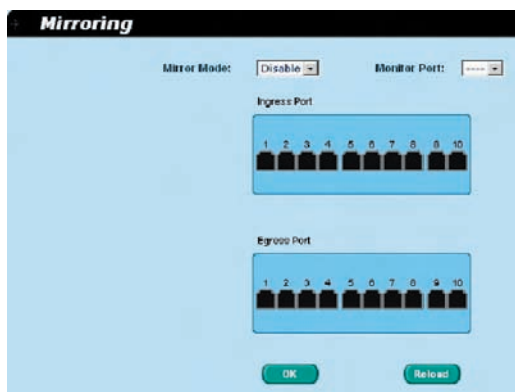 Mirroring
Mirror Mode: Disable Monitor Port: ----
Ingress Port
1 2 3 4 5 6 7 8 9 10
Egress Port
1 2 3 4 5 6 7 8 9 10
OK Reload